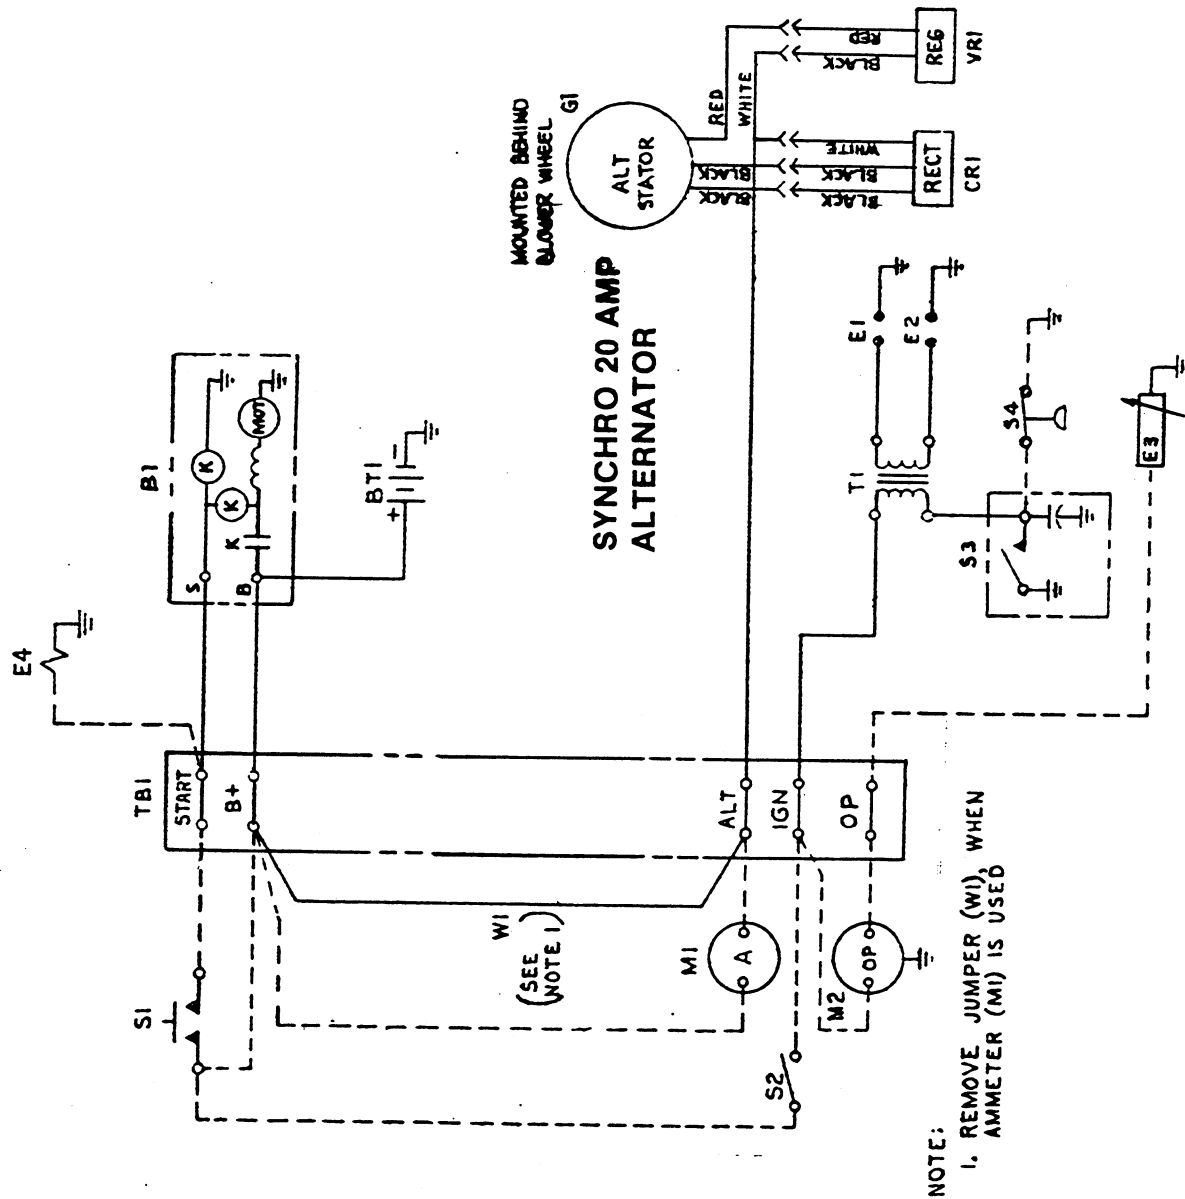 MOUNTED BEHIND
BLOWER WHEEL
G1
ALT
STATOR
RED
WHITE
RED
BLACK
REG
VR1
WHITE
BLACK
BLACK
BLACK
BLACK
RECT
CR1
SYNCHRO 20 AMP
ALTERNATOR
B1
K
K
K
MOT
S
B
BT1
+
−
E1
E2
T1
S4
S3
E3
E4
TB1
START
B+
ALT
IGN
OP
W1
(SEE
NOTE 1)
S1
M1
A
M2
OP
S2
NOTE:
1. REMOVE JUMPER (W1), WHEN
AMMETER (M1) IS USED